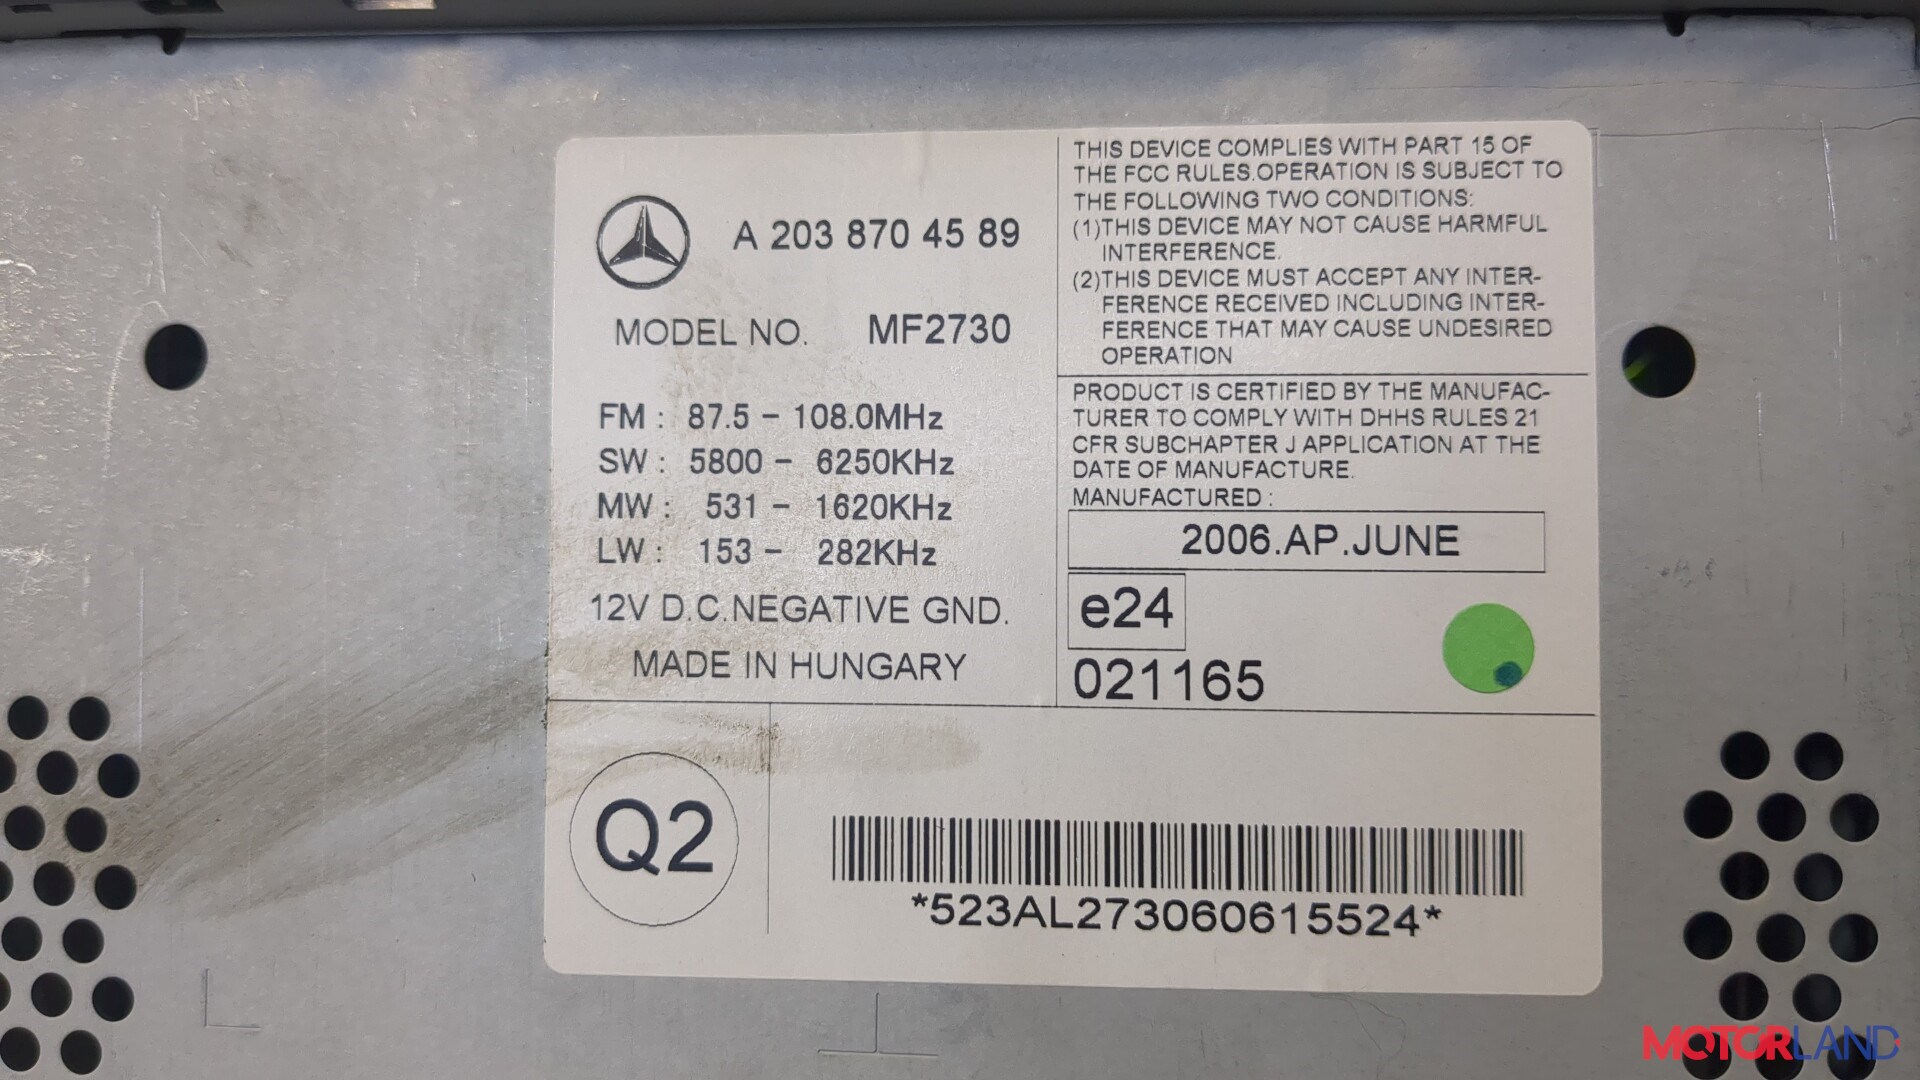 A 203 870 45 89
MODEL NO. MF2730
FM : 87.5 - 108.0MHz
SW : 5800 - 6250KHz
MW : 531 - 1620KHz
LW : 153 - 282KHz
12V D.C.NEGATIVE GND.
MADE IN HUNGARY
THIS DEVICE COMPLIES WITH PART 15 OF
THE FCC RULES.OPERATION IS SUBJECT TO
THE FOLLOWING TWO CONDITIONS:
(1)THIS DEVICE MAY NOT CAUSE HARMFUL
INTERFERENCE.
(2)THIS DEVICE MUST ACCEPT ANY INTER-
FERENCE RECEIVED INCLUDING INTER-
FERENCE THAT MAY CAUSE UNDESIRED
OPERATION
PRODUCT IS CERTIFIED BY THE MANUFAC-
TURER TO COMPLY WITH DHHS RULES 21
CFR SUBCHAPTER J APPLICATION AT THE
DATE OF MANUFACTURE.
MANUFACTURED :
2006.AP.JUNE
e24
021165
Q2
*523AL273060615524*
MOTORLAND